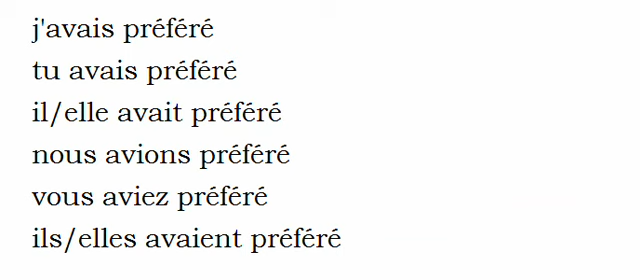 j'avais préféré
tu avais préféré
il/elle avait préféré
nous avions préféré
vous aviez préféré
ils/elles avaient préféré